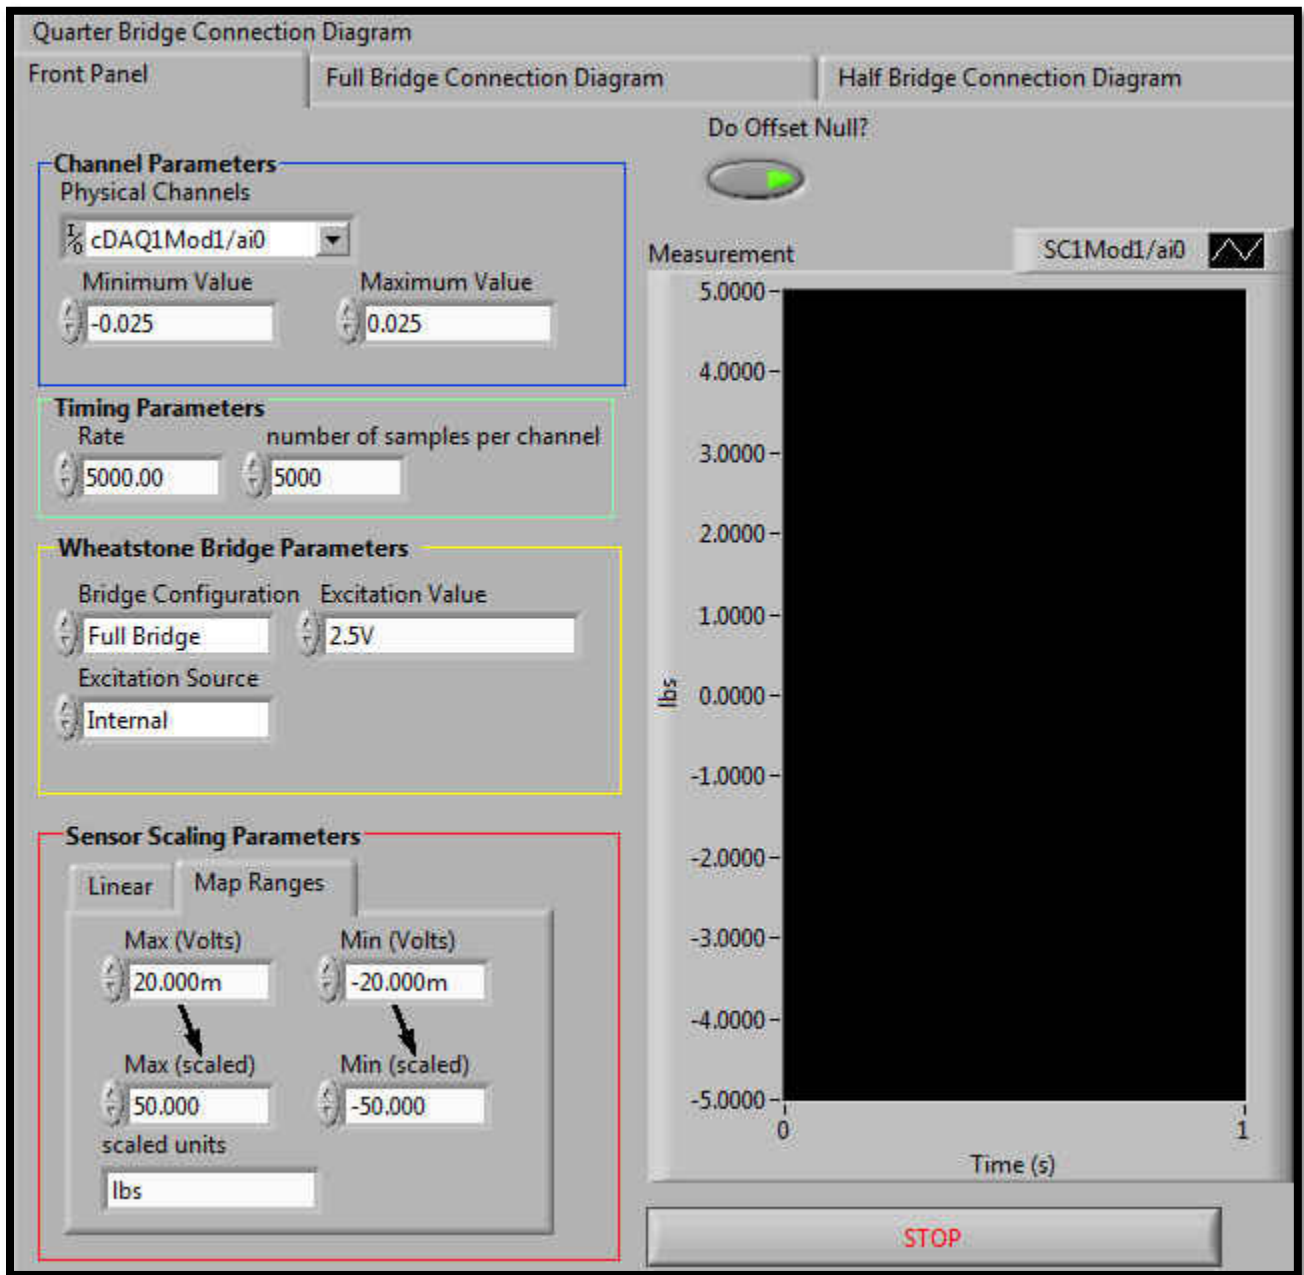 Quarter Bridge Connection Diagram
Front Panel
Full Bridge Connection Diagram
Half Bridge Connection Diagram
Do Offset Null?
Channel Parameters
Physical Channels
I/O cDAQ1Mod1/ai0
Minimum Value
Maximum Value
-0.025
0.025
Timing Parameters
Rate
number of samples per channel
5000.00
5000
Wheatstone Bridge Parameters
Bridge Configuration
Excitation Value
Full Bridge
2.5V
Excitation Source
Internal
Sensor Scaling Parameters
Linear
Map Ranges
Max (Volts)
Min (Volts)
20.000m
-20.000m
Max (scaled)
Min (scaled)
50.000
-50.000
scaled units
lbs
Measurement
SC1Mod1/ai0
5.0000
4.0000
3.0000
2.0000
1.0000
0.0000
-1.0000
-2.0000
-3.0000
-4.0000
-5.0000
lbs
0
1
Time (s)
STOP